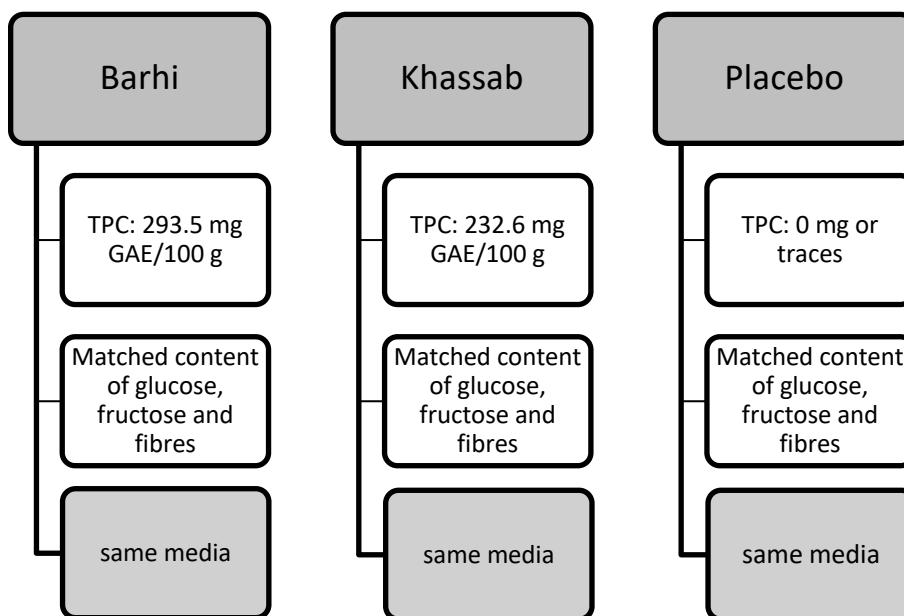 Barhi
TPC: 293.5 mg
GAE/100 g
Matched content
of glucose,
fructose and
fibres
same media
Khassab
TPC: 232.6 mg
GAE/100 g
Matched content
of glucose,
fructose and
fibres
same media
Placebo
TPC: 0 mg or
traces
Matched content
of glucose,
fructose and
fibres
same media